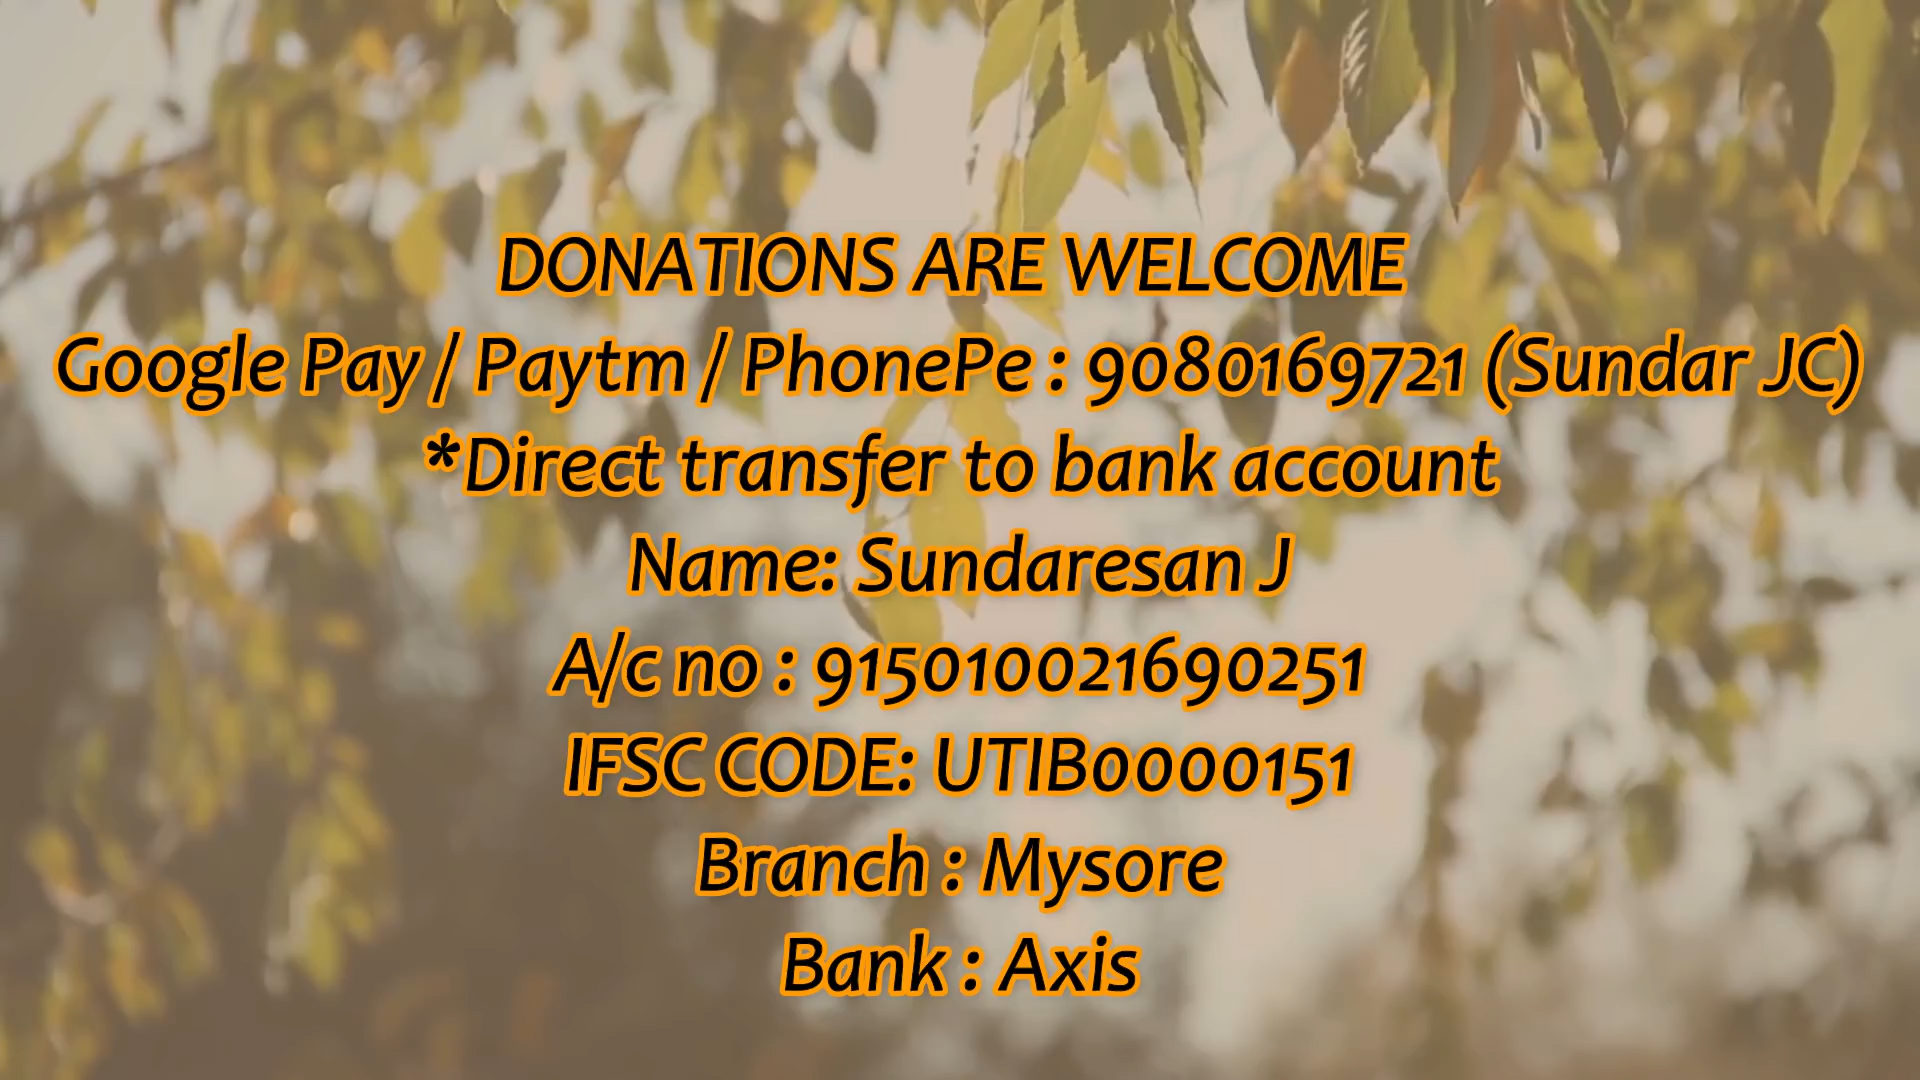 DONATIONS ARE WELCOME
Google Pay / Paytm / PhonePe : 9080169721 (Sundar JC)
*Direct transfer to bank account
Name: Sundaresan J
A/c no : 915010021690251
IFSC CODE: UTIB0000151
Branch : Mysore
Bank : Axis